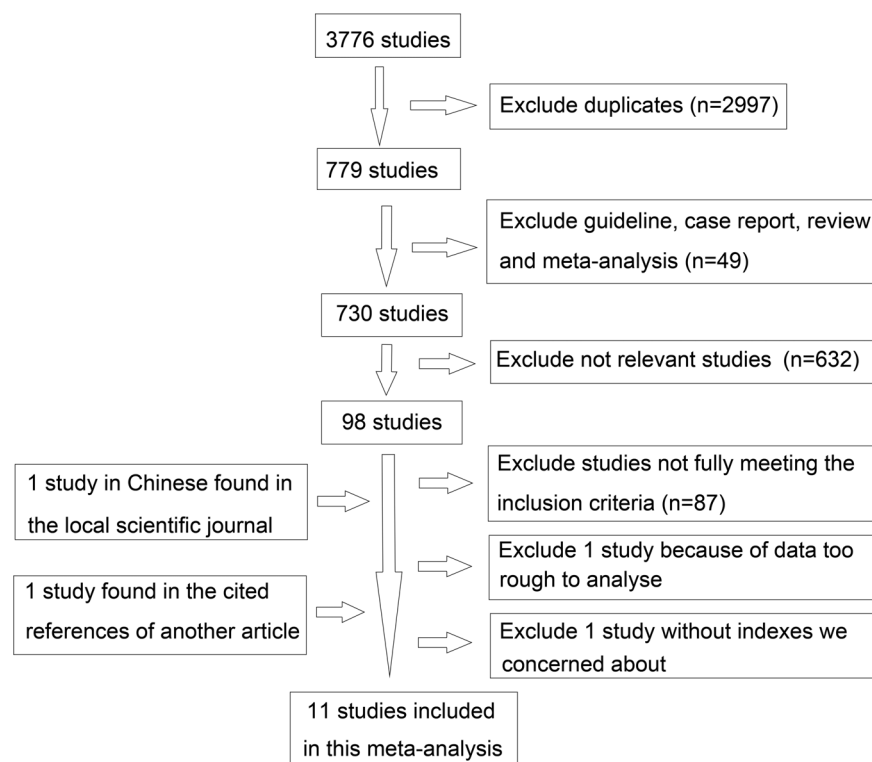 3776 studies
Exclude duplicates (n=2997)
779 studies
Exclude guideline, case report, review
and meta-analysis (n=49)
730 studies
Exclude not relevant studies (n=632)
98 studies
1 study in Chinese found in
the local scientific journal
Exclude studies not fully meeting the
inclusion criteria (n=87)
Exclude 1 study because of data too
rough to analyse
1 study found in the cited
references of another article
Exclude 1 study without indexes we
concerned about
11 studies included
in this meta-analysis